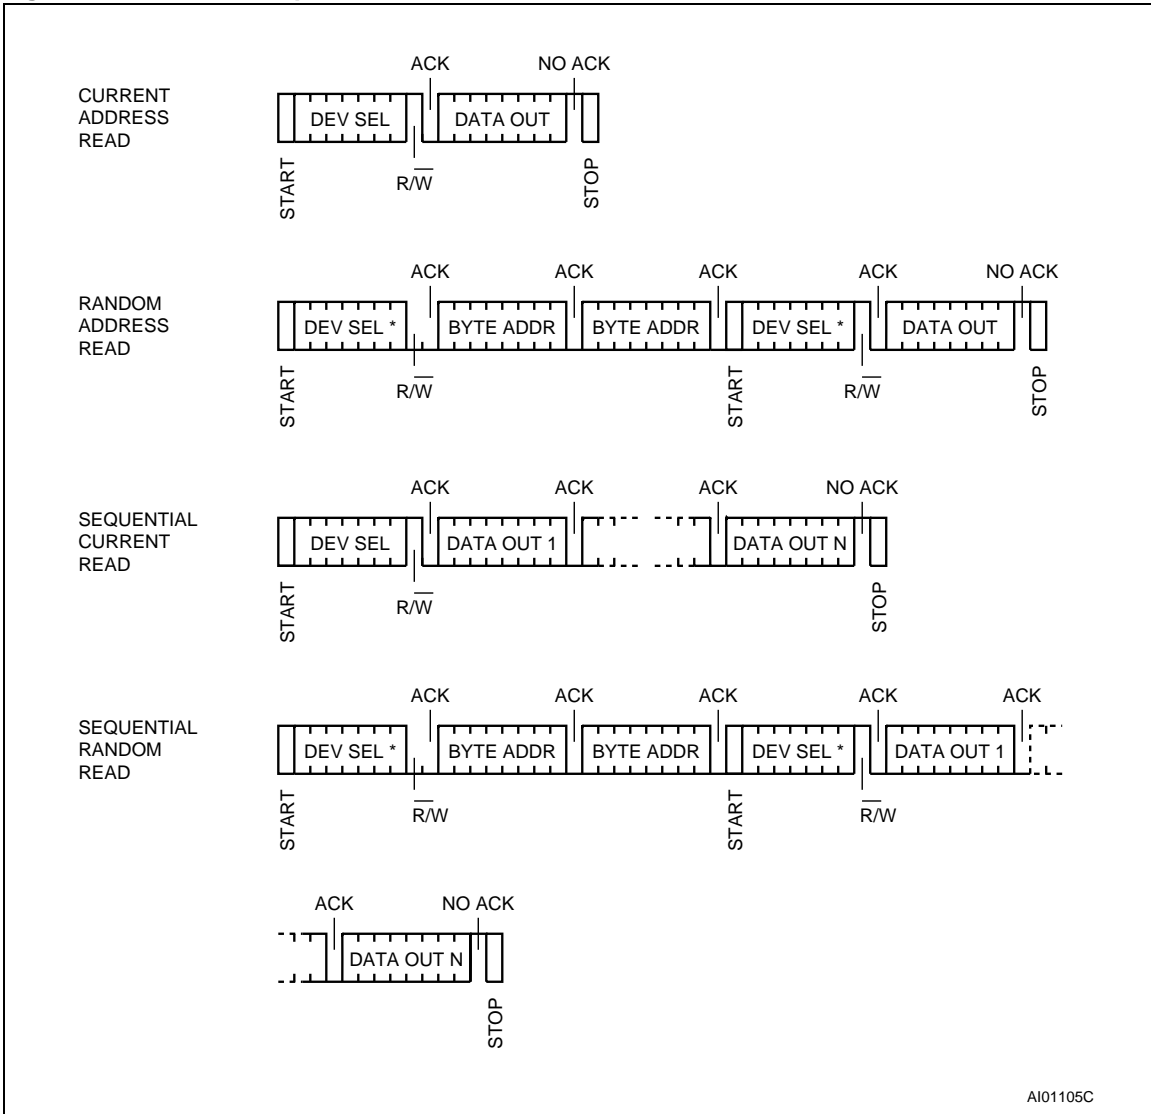 ACK NO ACK
CURRENT
ADDRESS
READ
DEV SEL DATA OUT
START R/W̅ STOP
ACK ACK ACK ACK NO ACK
RANDOM
ADDRESS
READ
DEV SEL * BYTE ADDR BYTE ADDR DEV SEL * DATA OUT
START R/W̅ START R/W̅ STOP
ACK ACK ACK NO ACK
SEQUENTIAL
CURRENT
READ
DEV SEL DATA OUT 1 DATA OUT N
START R/W̅ STOP
ACK ACK ACK ACK ACK
SEQUENTIAL
RANDOM
READ
DEV SEL * BYTE ADDR BYTE ADDR DEV SEL * DATA OUT 1
START R̅/W START R̅/W
ACK NO ACK
DATA OUT N
STOP
AI01105C